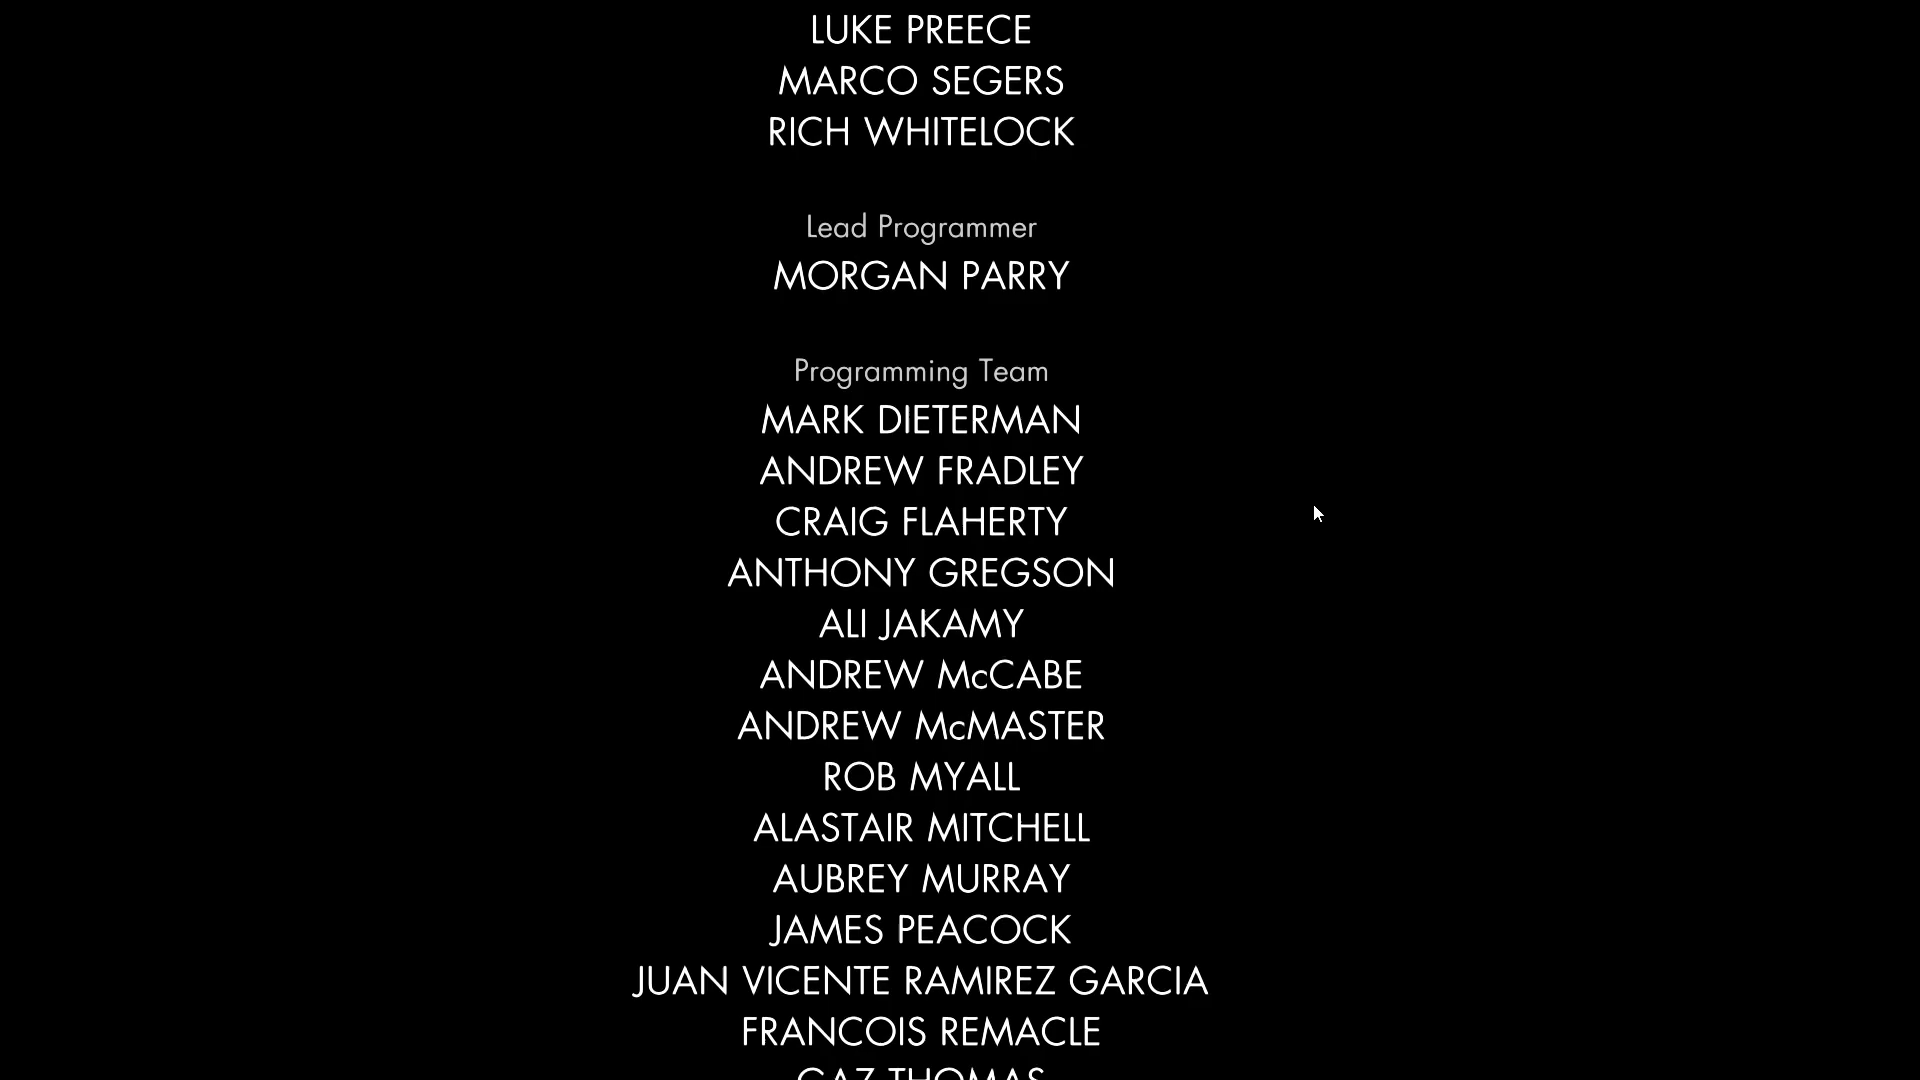 LUKE PREECE
MARCO SEGERS
RICH WHITELOCK
Lead Programmer
MORGAN PARRY
Programming Team
MARK DIETERMAN
ANDREW FRADLEY
CRAIG FLAHERTY
ANTHONY GREGSON
ALI JAKAMY
ANDREW McCABE
ANDREW McMASTER
ROB MYALL
ALASTAIR MITCHELL
AUBREY MURRAY
JAMES PEACOCK
JUAN VICENTE RAMIREZ GARCIA
FRANCOIS REMACLE
GAZ THOMAS